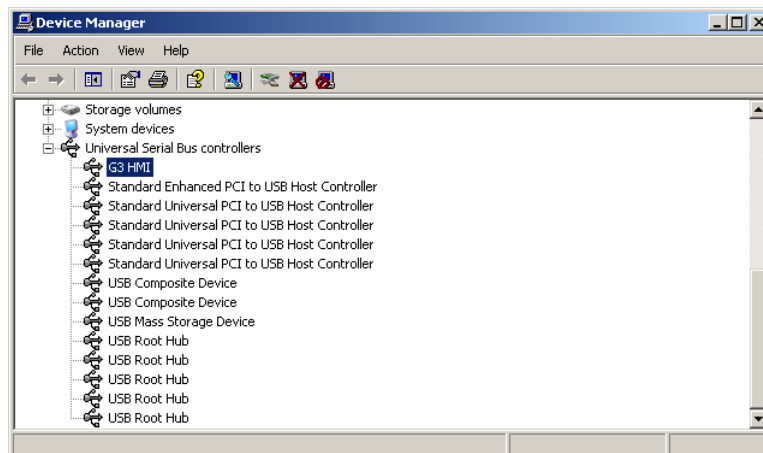 Device Manager
File Action View Help
Storage volumes
System devices
Universal Serial Bus controllers
G3 HMI
Standard Enhanced PCI to USB Host Controller
Standard Universal PCI to USB Host Controller
Standard Universal PCI to USB Host Controller
Standard Universal PCI to USB Host Controller
Standard Universal PCI to USB Host Controller
USB Composite Device
USB Composite Device
USB Mass Storage Device
USB Root Hub
USB Root Hub
USB Root Hub
USB Root Hub
USB Root Hub